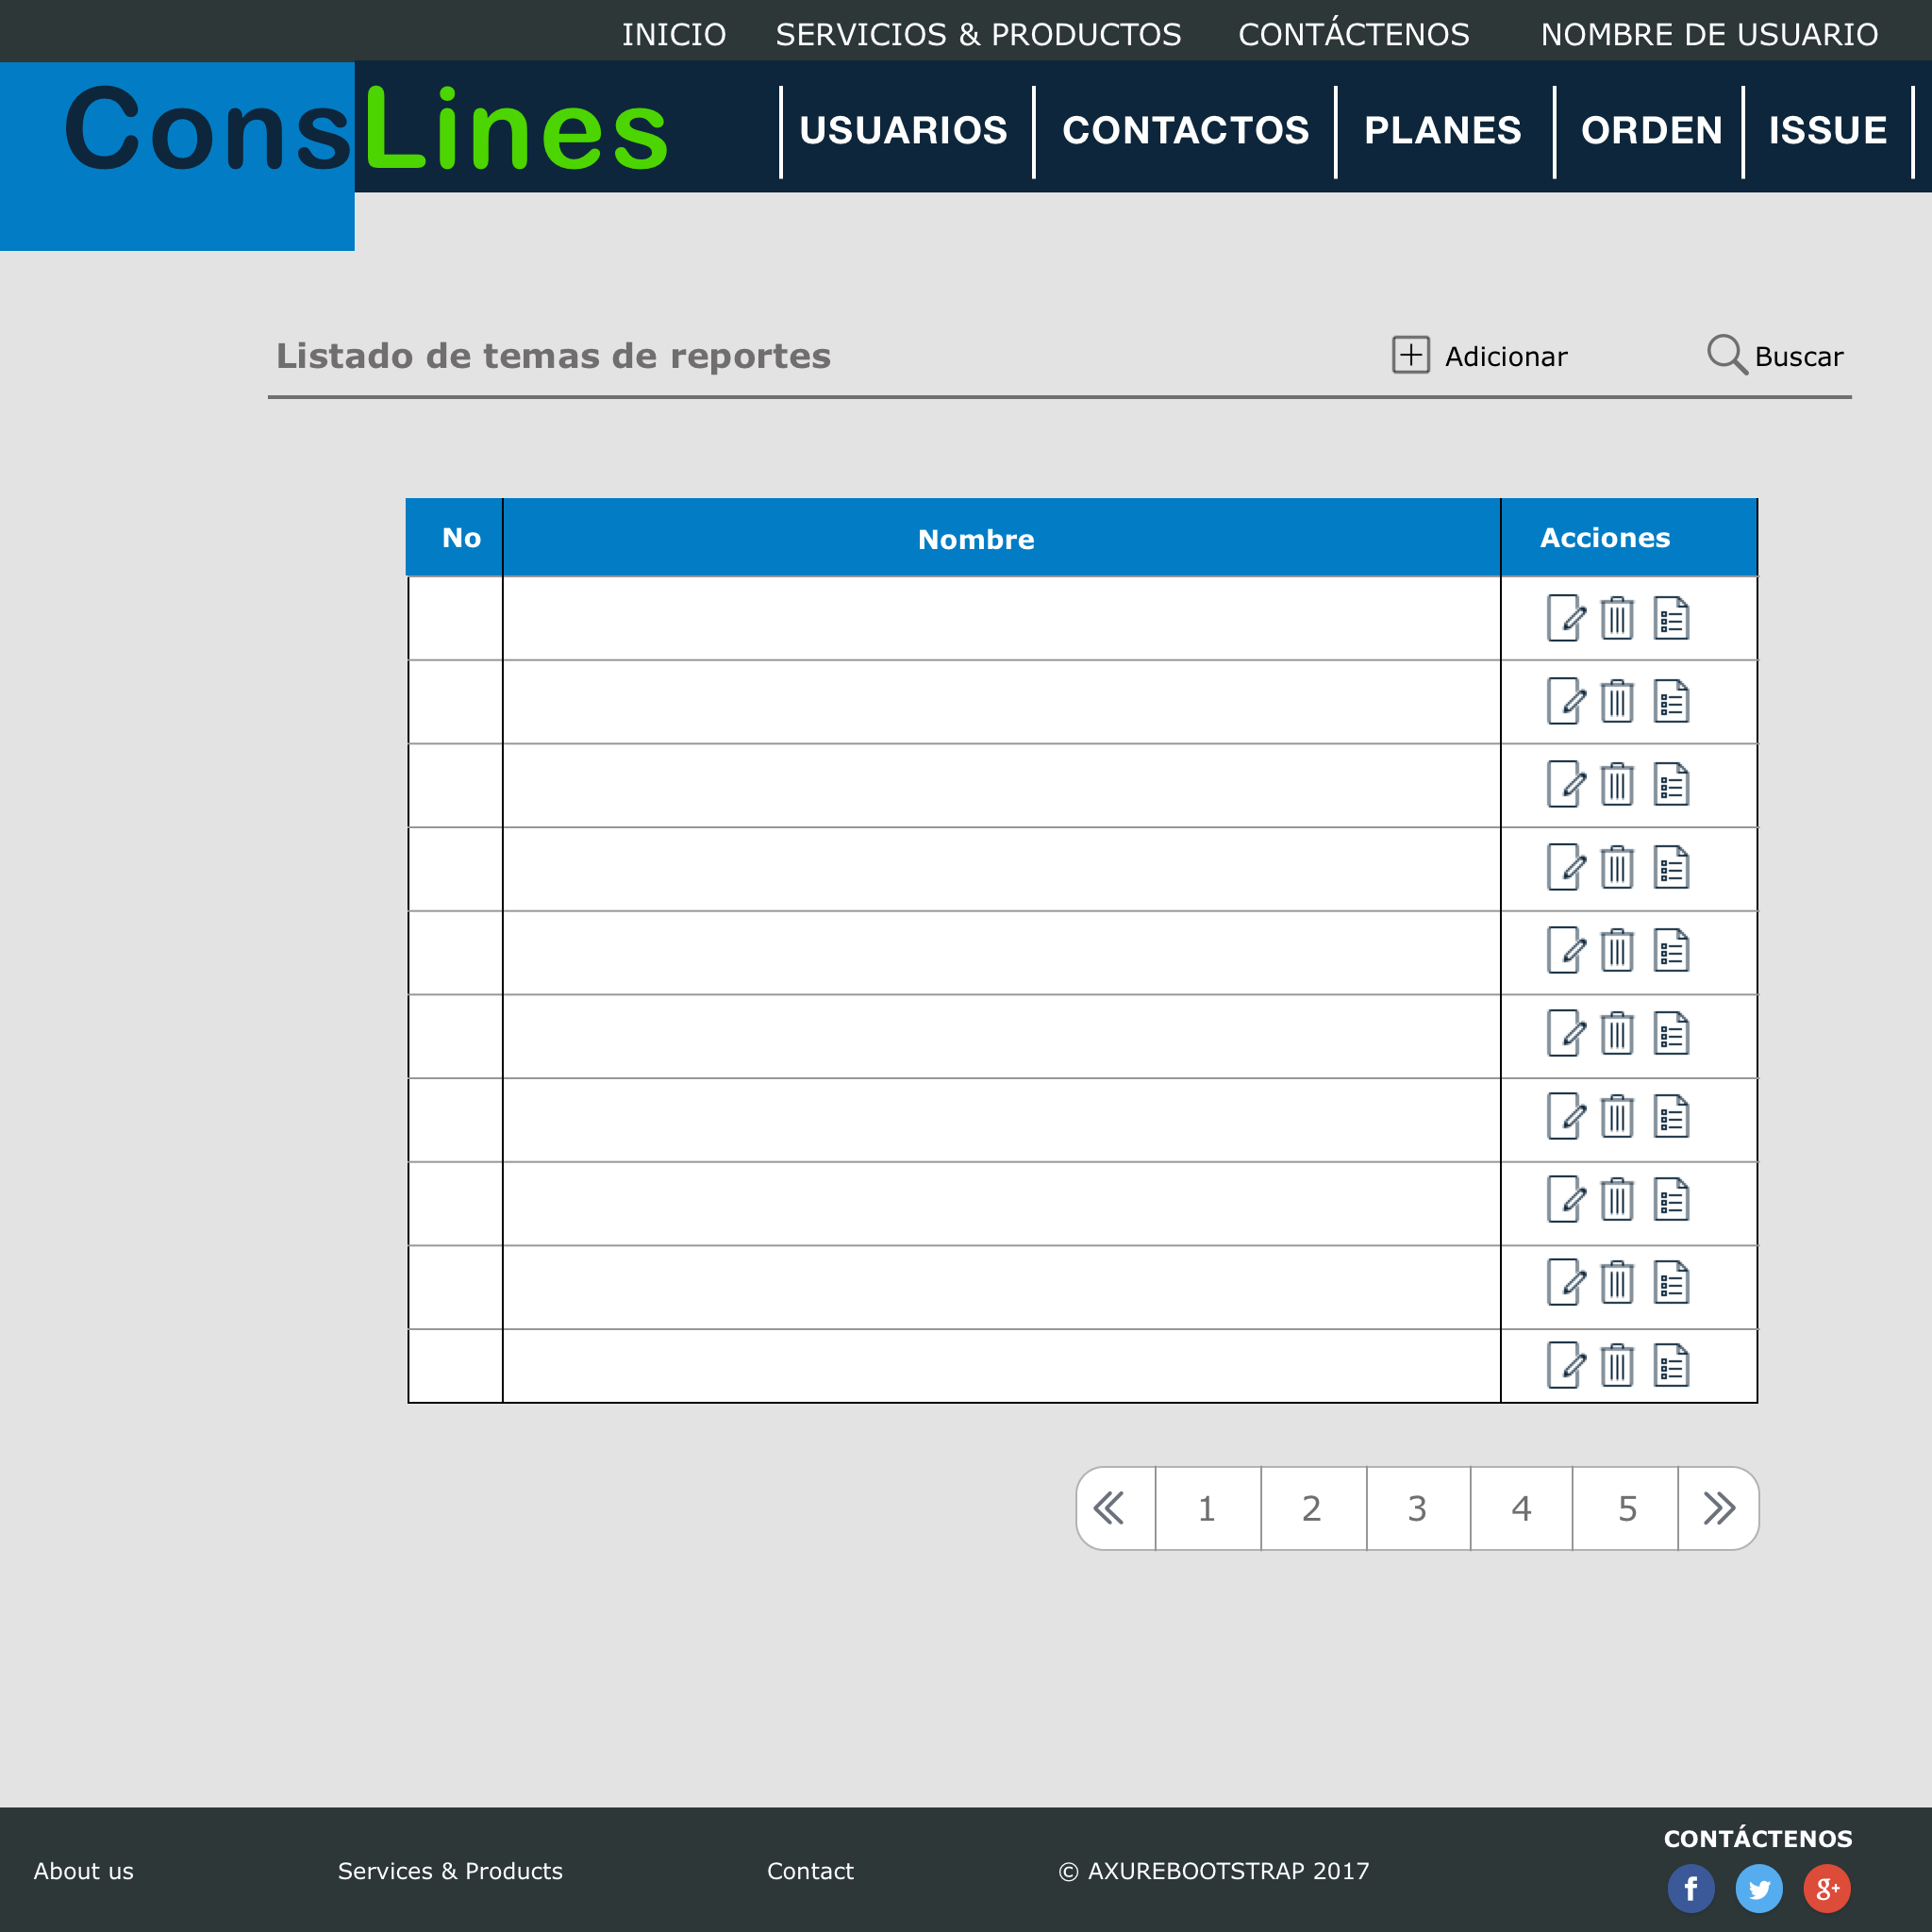 INICIO SERVICIOS & PRODUCTOS CONTÁCTENOS NOMBRE DE USUARIO
ConsLines USUARIOS CONTACTOS PLANES ORDEN ISSUE
Listado de temas de reportes Adicionar Buscar
No Nombre Acciones
1 2 3 4 5
CONTÁCTENOS
About us Services & Products Contact © AXUREBOOTSTRAP 2017
f g+